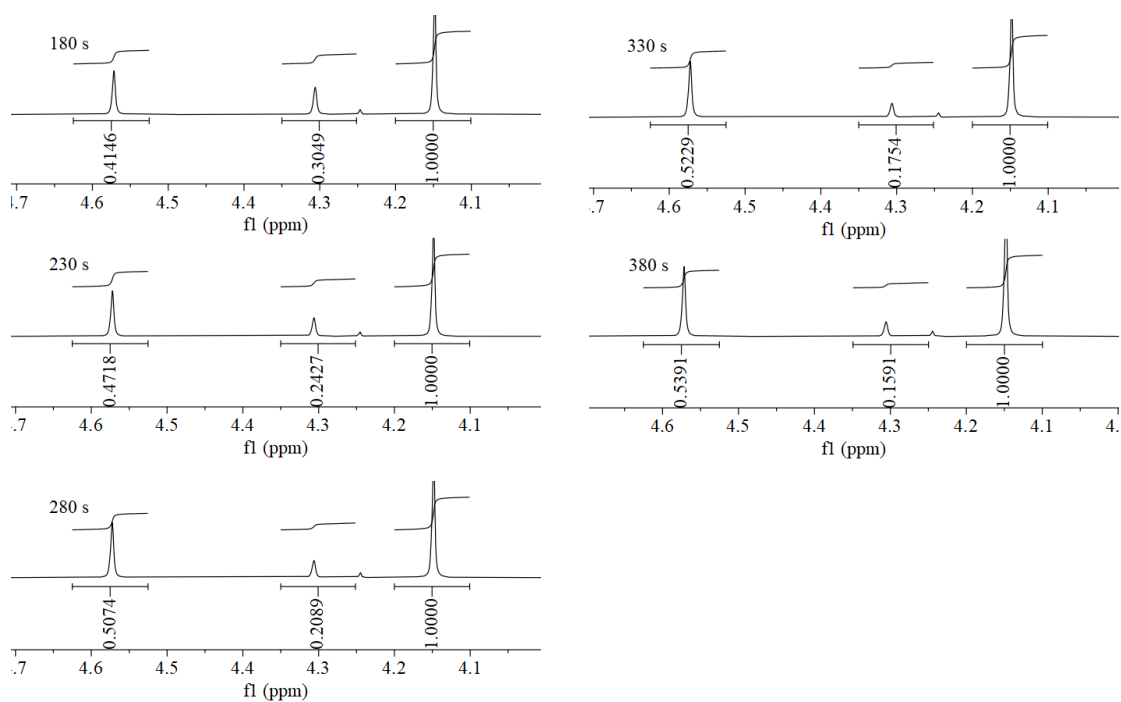 180 s
0.4146
0.3049
1.0000
.7 4.6 4.5 4.4 4.3 4.2 4.1
f1 (ppm)
230 s
0.4718
0.2427
1.0000
.7 4.6 4.5 4.4 4.3 4.2 4.1
f1 (ppm)
280 s
0.5074
0.2089
1.0000
.7 4.6 4.5 4.4 4.3 4.2 4.1
f1 (ppm)
330 s
0.5229
0.1754
1.0000
.7 4.6 4.5 4.4 4.3 4.2 4.1
f1 (ppm)
380 s
0.5391
0.1591
1.0000
4.6 4.5 4.4 4.3 4.2 4.1 4.
f1 (ppm)